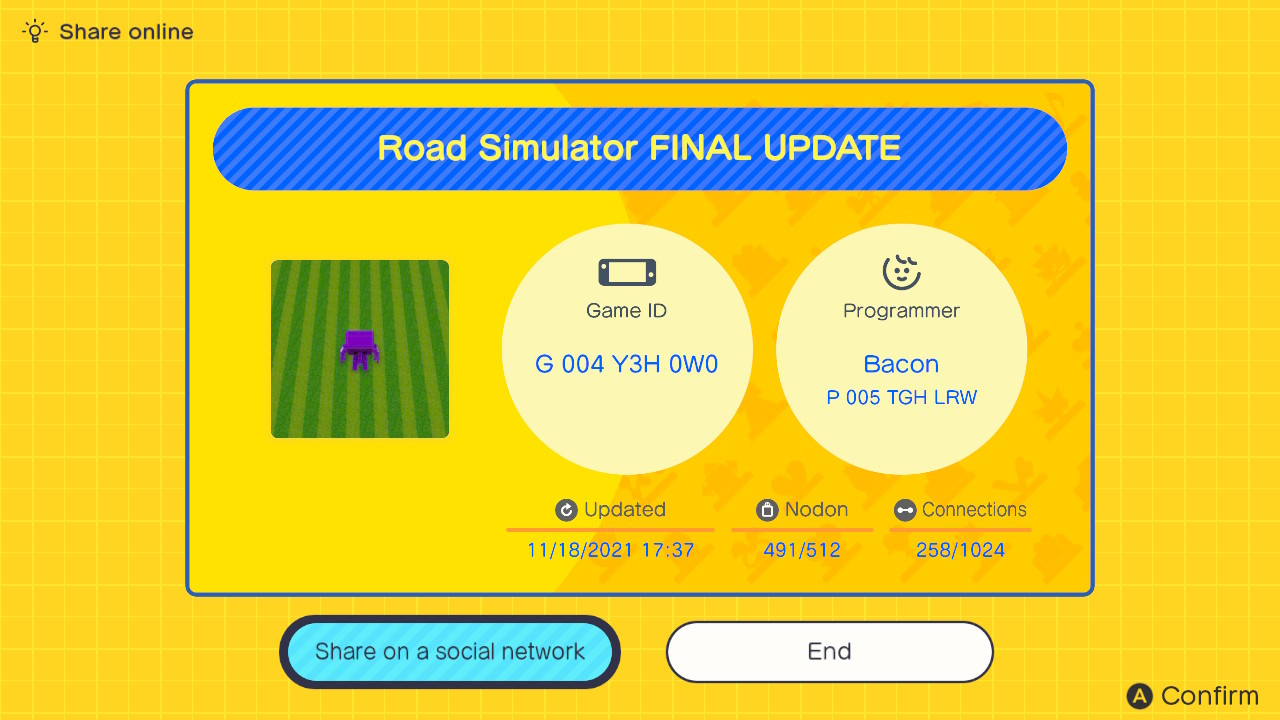 Share online
Road Simulator FINAL UPDATE
Game ID
G 004 Y3H 0W0
Programmer
Bacon
P 005 TGH LRW
Updated
11/18/2021 17:37
Nodon
491/512
Connections
258/1024
Share on a social network
End
A Confirm